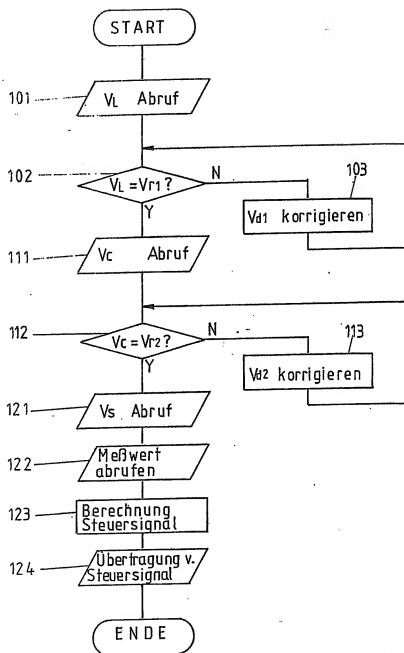 START
101
VL Abruf
102
VL = Vr1 ?
N
103
Y
Vd1 korrigieren
111
Vc Abruf
112
Vc = Vr2 ?
N
113
Y
Vd2 korrigieren
121
Vs Abruf
122
Meßwert
abrufen
123
Berechnung
Steuersignal
124
Übertragung v.
Steuersignal
ENDE